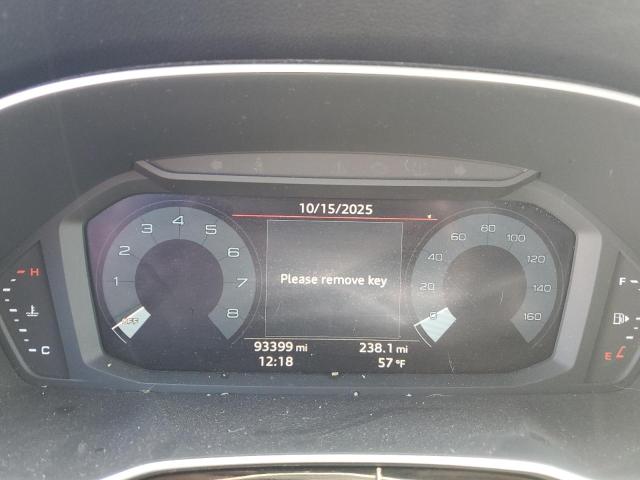 10/15/2025
Please remove key
1 2 3 4 5 6 7 8
OFF
0 20 40 60 80 100 120 140 160
93399 mi 238.1 mi
12:18 57 °F
H
C
F
E